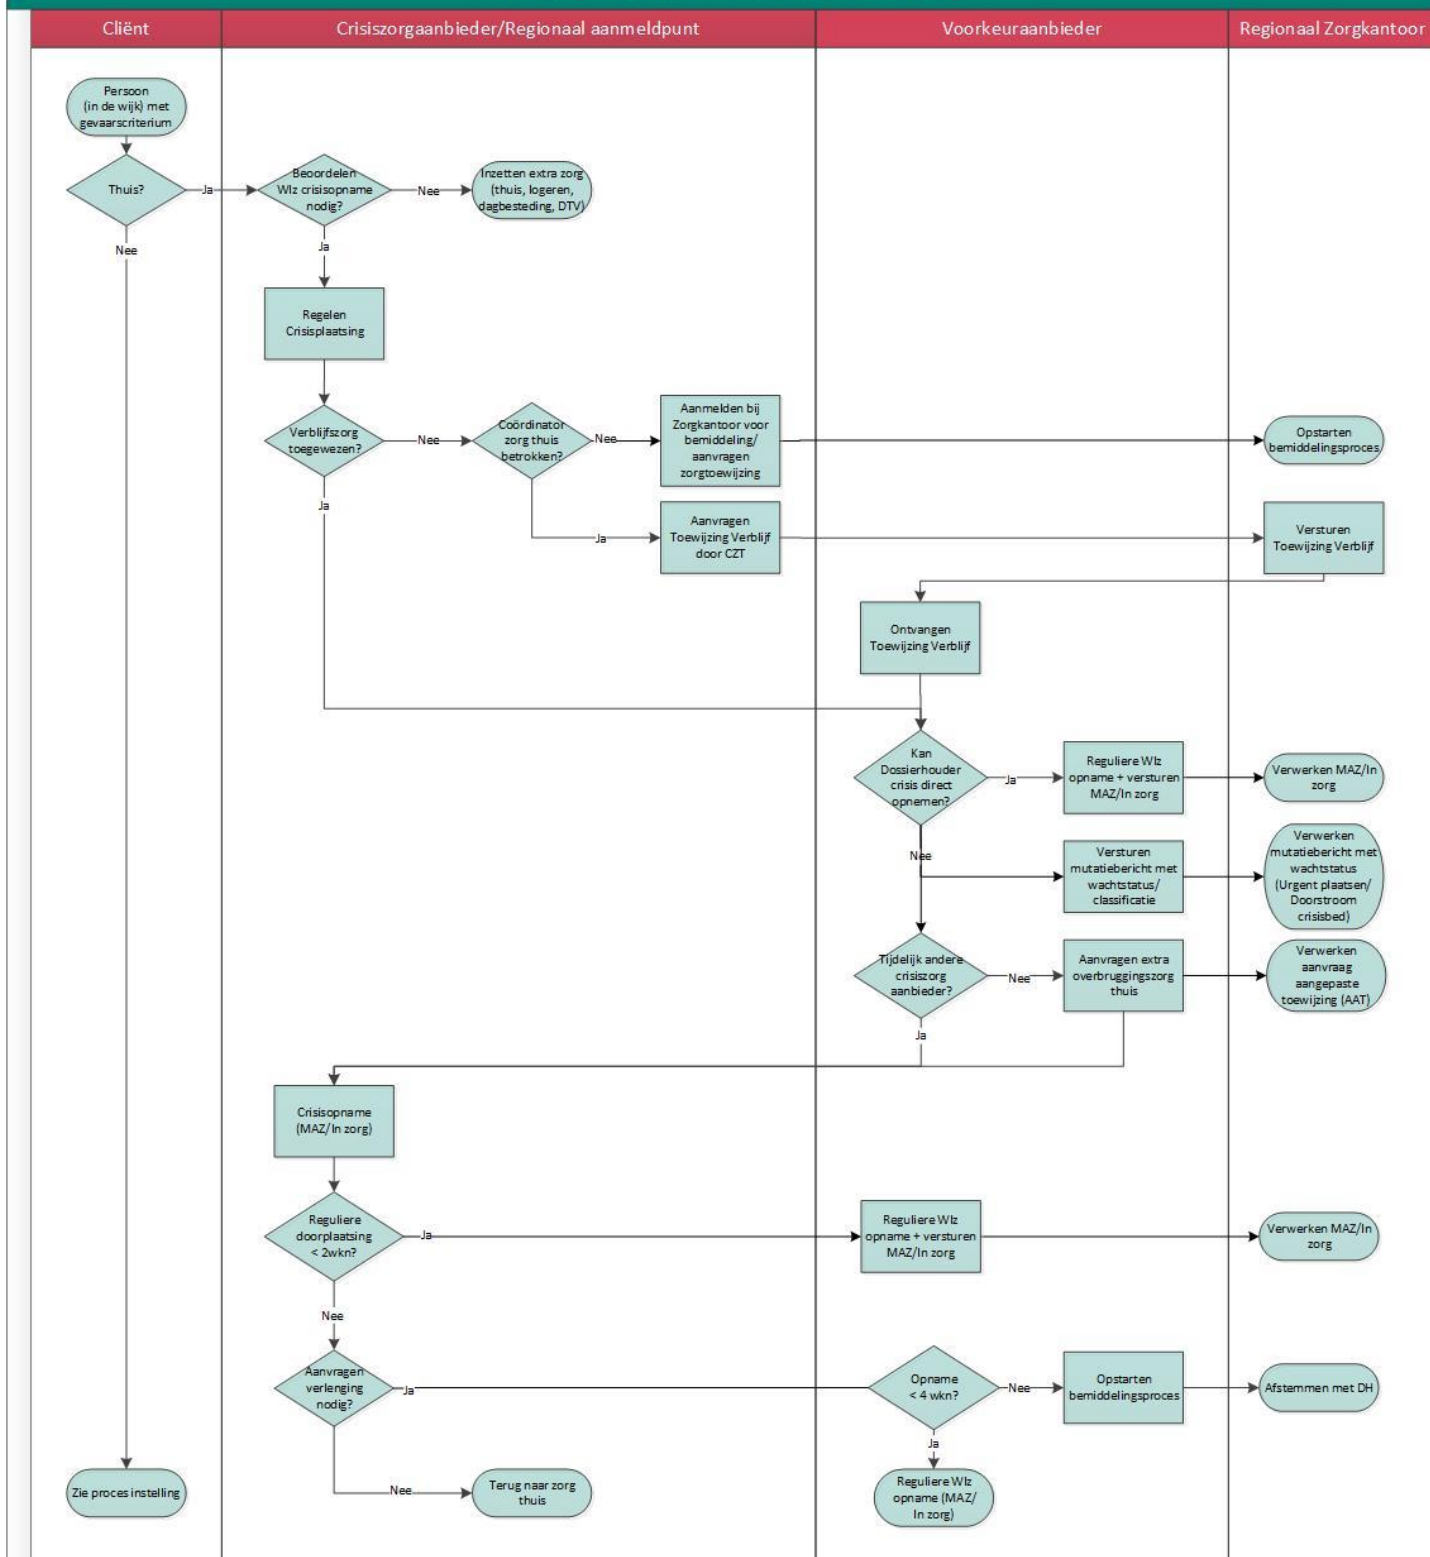 Cliënt
Crisiszorgaanbieder/Regionaal aanmeldpunt
Voorkeuraanbieder
Regionaal Zorgkantoor
Persoon
(in de wijk) met
gevaarscriterium
Thuis?
Ja
Beoordelen
Wlz crisisopname
nodig?
Nee
Inzetten extra zorg
(thuis, logeren,
dagbesteding, DTV)
Nee
Ja
Regelen
Crisisplaatsing
Verblijfszorg
toegewezen?
Nee
Coördinator
zorg thuis
betrokken?
Nee
Aanmelden bij
Zorgkantoor voor
bemiddeling/
aanvragen
zorgtoewijzing
Opstarten
bemiddelingsproces
Ja
Ja
Aanvragen
Toewijzing Verblijf
door CZT
Versturen
Toewijzing Verblijf
Ontvangen
Toewijzing Verblijf
Kan
Dossierhouder
crisis direct
opnemen?
Ja
Reguliere Wlz
opname + versturen
MAZ/In zorg
Verwerken MAZ/In
zorg
Nee
Versturen
mutatiebericht met
wachtstatus/
classificatie
Verwerken
mutatiebericht met
wachtstatus
(Urgent plaatsen/
Doorstroom
crisisbed)
Tijdelijk andere
crisiszorg
aanbieder?
Nee
Aanvragen extra
overbruggingszorg
thuis
Verwerken
aanvraag
aangepaste
toewijzing (AAT)
Ja
Crisisopname
(MAZ/In zorg)
Reguliere
doorplaatsing
< 2wkn?
Ja
Reguliere Wlz
opname + versturen
MAZ/In zorg
Verwerken MAZ/In
zorg
Nee
Aanvragen
verlenging
nodig?
Ja
Opname
< 4 wkn?
Nee
Opstarten
bemiddelingsproces
Afstemmen met DH
Ja
Zie proces instelling
Nee
Terug naar zorg
thuis
Reguliere Wlz
opname (MAZ/
In zorg)